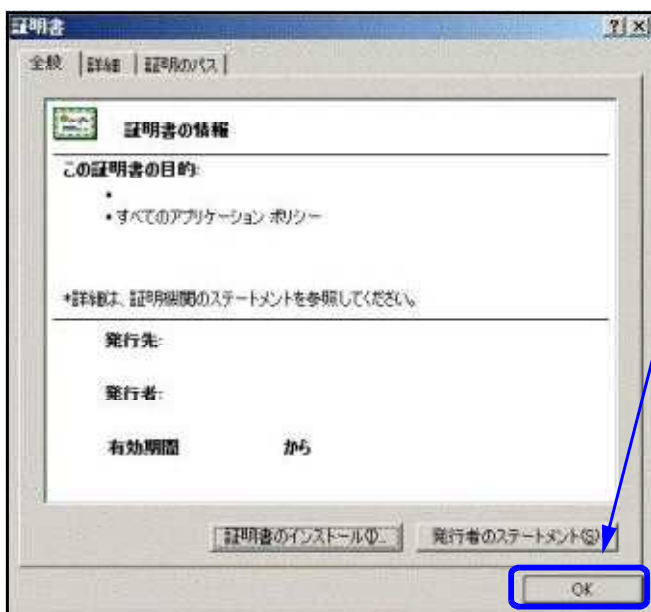 証明書
全般 詳細 証明のパス
証明書の情報
この証明書の目的:
•
• すべてのアプリケーション ポリシー
*詳細は、証明機関のステートメントを参照してください。
発行先:
発行者:
有効期間 から
証明書のインストール(I)... 発行者のステートメント(S)
OK